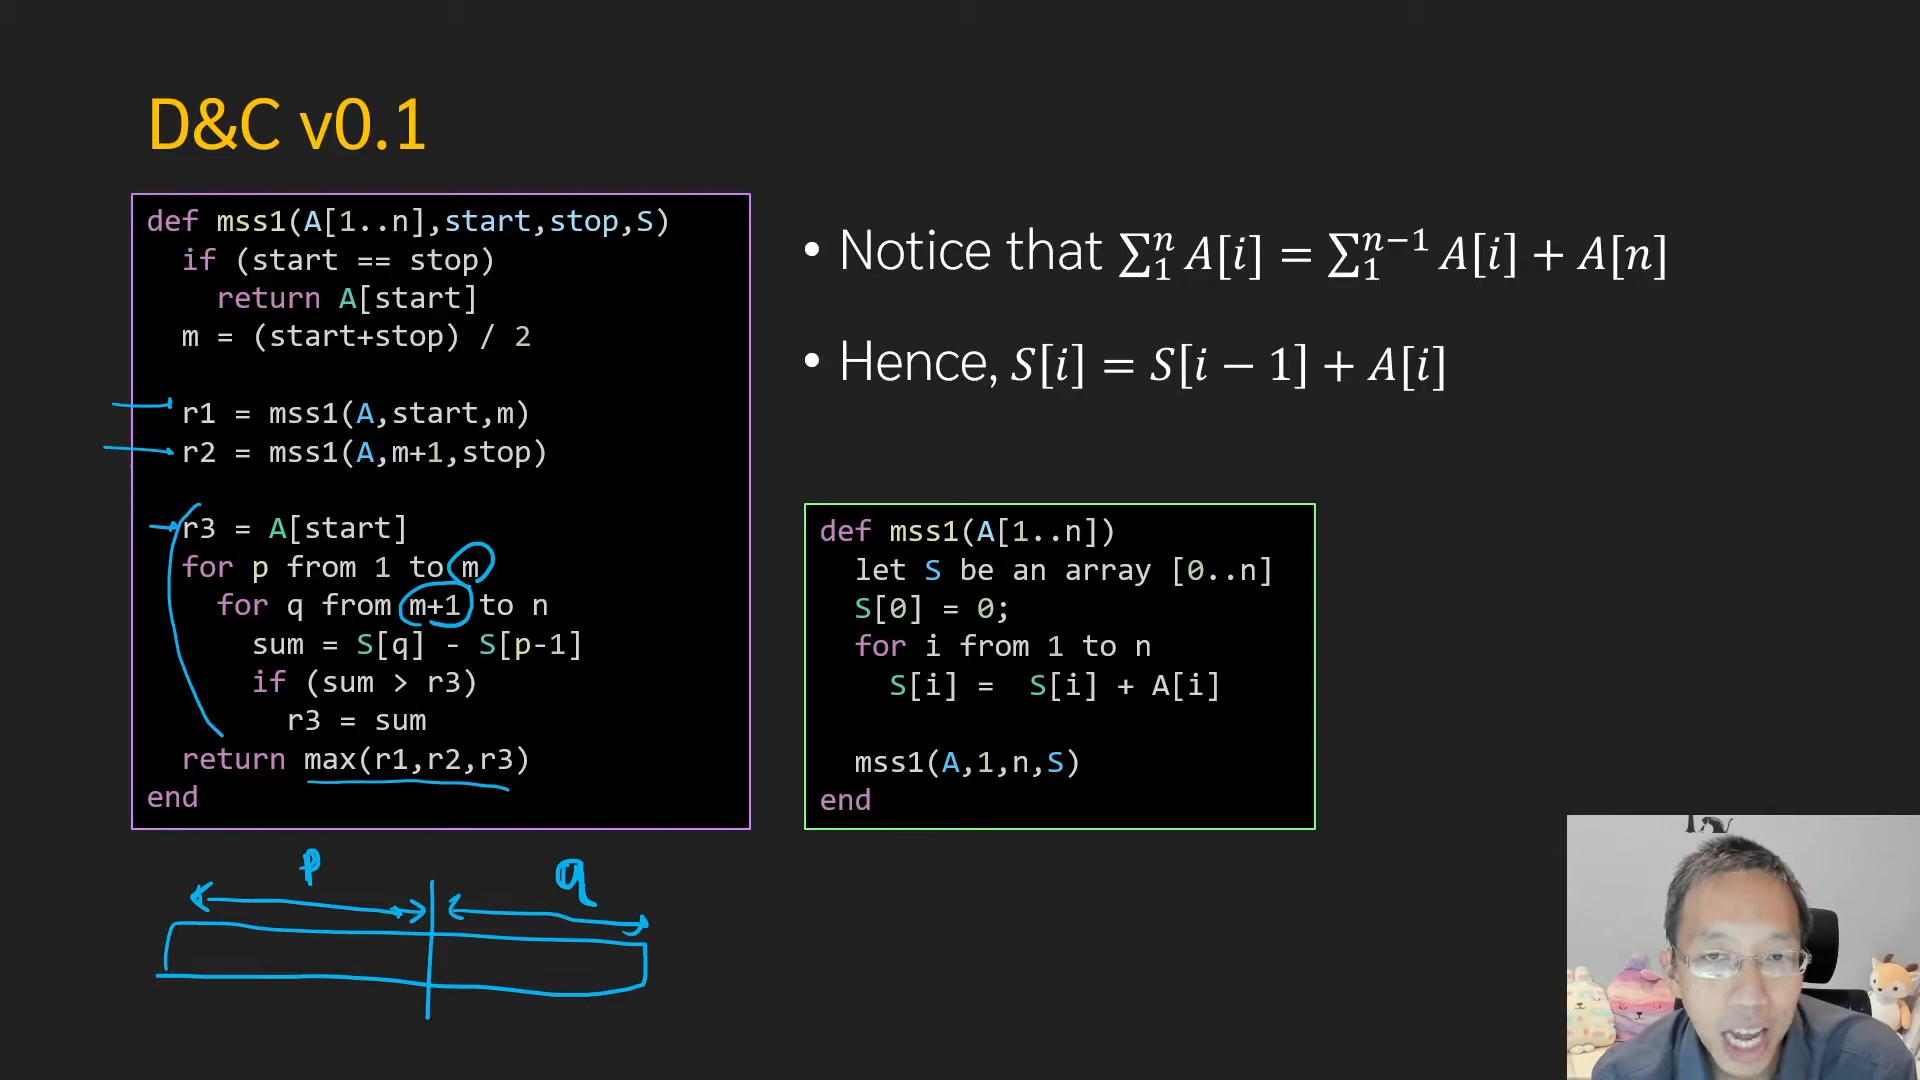 D&C v0.1
def mss1(A[1..n],start,stop,S)
if (start == stop)
return A[start]
m = (start+stop) / 2
r1 = mss1(A,start,m)
r2 = mss1(A,m+1,stop)
r3 = A[start]
for p from 1 to m
for q from m+1 to n
sum = S[q] - S[p-1]
if (sum > r3)
r3 = sum
return max(r1,r2,r3)
end
p q
• Notice that ∑₁ⁿ A[i] = ∑₁ⁿ⁻¹ A[i] + A[n]
• Hence, S[i] = S[i − 1] + A[i]
def mss1(A[1..n])
let S be an array [0..n]
S[0] = 0;
for i from 1 to n
S[i] = S[i] + A[i]
mss1(A,1,n,S)
end